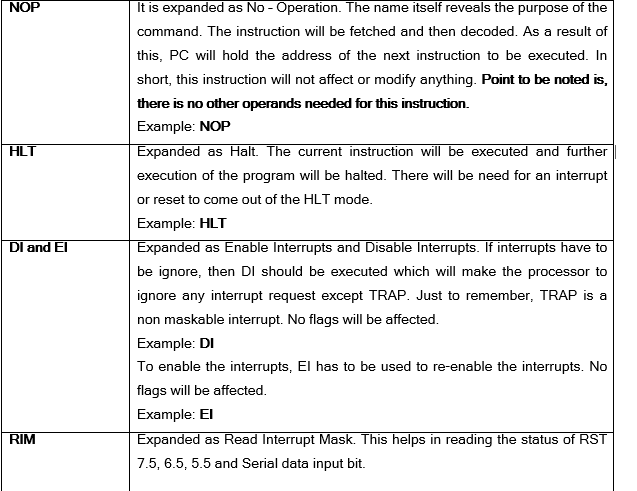 NOP
It is expanded as No - Operation. The name itself reveals the purpose of the
command. The instruction will be fetched and then decoded. As a result of
this, PC will hold the address of the next instruction to be executed. In
short, this instruction will not affect or modify anything. Point to be noted is,
there is no other operands needed for this instruction.
Example: NOP
HLT
Expanded as Halt. The current instruction will be executed and further
execution of the program will be halted. There will be need for an interrupt
or reset to come out of the HLT mode.
Example: HLT
DI and EI
Expanded as Enable Interrupts and Disable Interrupts. If interrupts have to
be ignore, then DI should be executed which will make the processor to
ignore any interrupt request except TRAP. Just to remember, TRAP is a
non maskable interrupt. No flags will be affected.
Example: DI
To enable the interrupts, EI has to be used to re-enable the interrupts. No
flags will be affected.
Example: EI
RIM
Expanded as Read Interrupt Mask. This helps in reading the status of RST
7.5, 6.5, 5.5 and Serial data input bit.